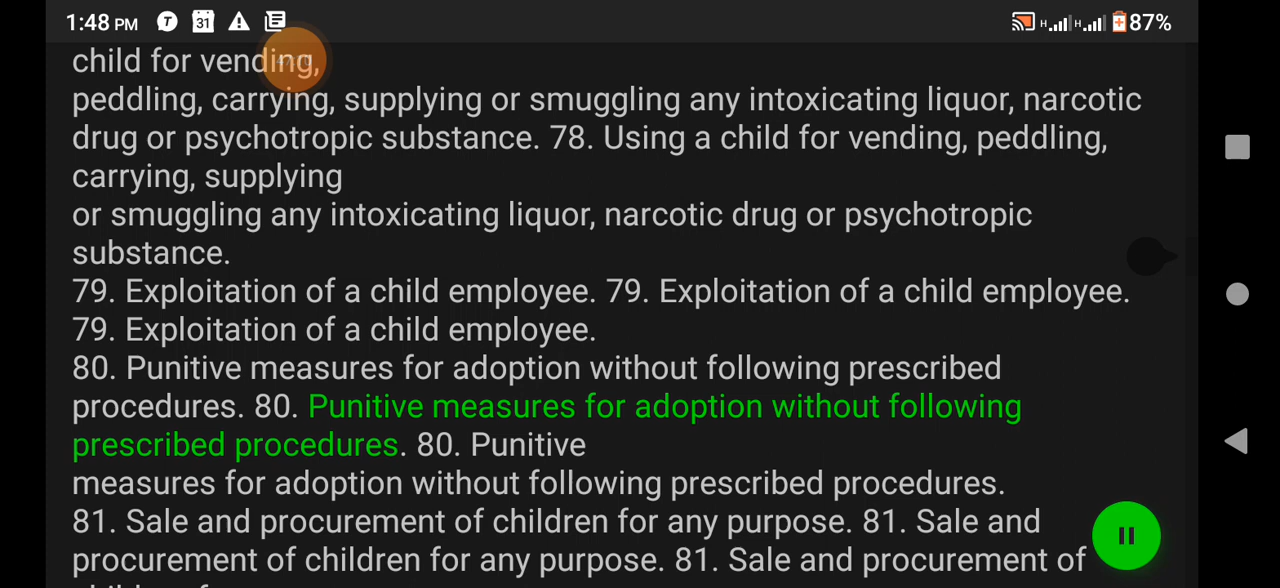 1:48 PM T 31 H H 87%
child for vending,
peddling, carrying, supplying or smuggling any intoxicating liquor, narcotic
drug or psychotropic substance. 78. Using a child for vending, peddling,
carrying, supplying
or smuggling any intoxicating liquor, narcotic drug or psychotropic
substance.
79. Exploitation of a child employee. 79. Exploitation of a child employee.
79. Exploitation of a child employee.
80. Punitive measures for adoption without following prescribed
procedures. 80. Punitive measures for adoption without following
prescribed procedures. 80. Punitive
measures for adoption without following prescribed procedures.
81. Sale and procurement of children for any purpose. 81. Sale and
procurement of children for any purpose. 81. Sale and procurement of